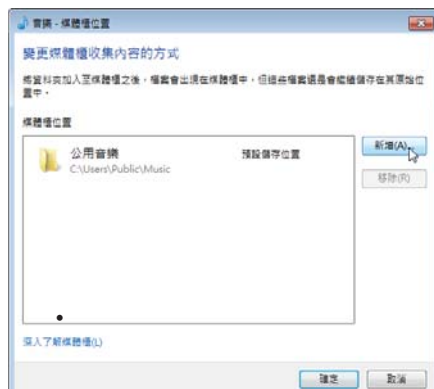 音樂 - 媒體櫃位置
變更媒體櫃收集內容的方式
將資料夾加入至媒體櫃之後，檔案會出現在媒體櫃中，但這些檔案還是會繼續儲存在其原始位
置中。
媒體櫃位置
公用音樂 預設儲存位置
C:\Users\Public\Music
新增(A)...
移除(R)
深入了解媒體櫃(L)
確定 取消